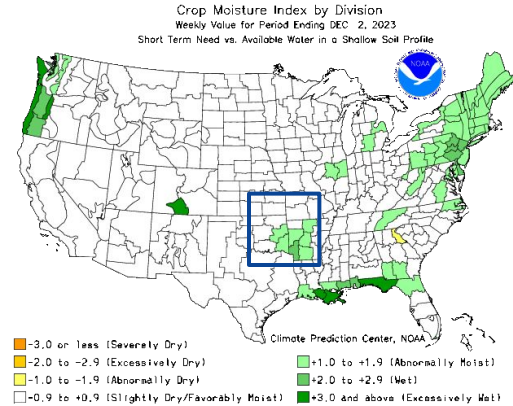 Crop Moisture Index by Division
Weekly Value for Period Ending DEC 2, 2023
Short Term Need vs. Available Water in a Shallow Soil Profile
NOAA
Climate Prediction Center, NOAA
-3.0 or less (Severely Dry)
-2.0 to -2.9 (Excessively Dry)
-1.0 to -1.9 (Abnormally Dry)
-0.9 to +0.9 (Slightly Dry/Favorably Moist)
+1.0 to +1.9 (Abnormally Moist)
+2.0 to +2.9 (Wet)
+3.0 and above (Excessively Wet)